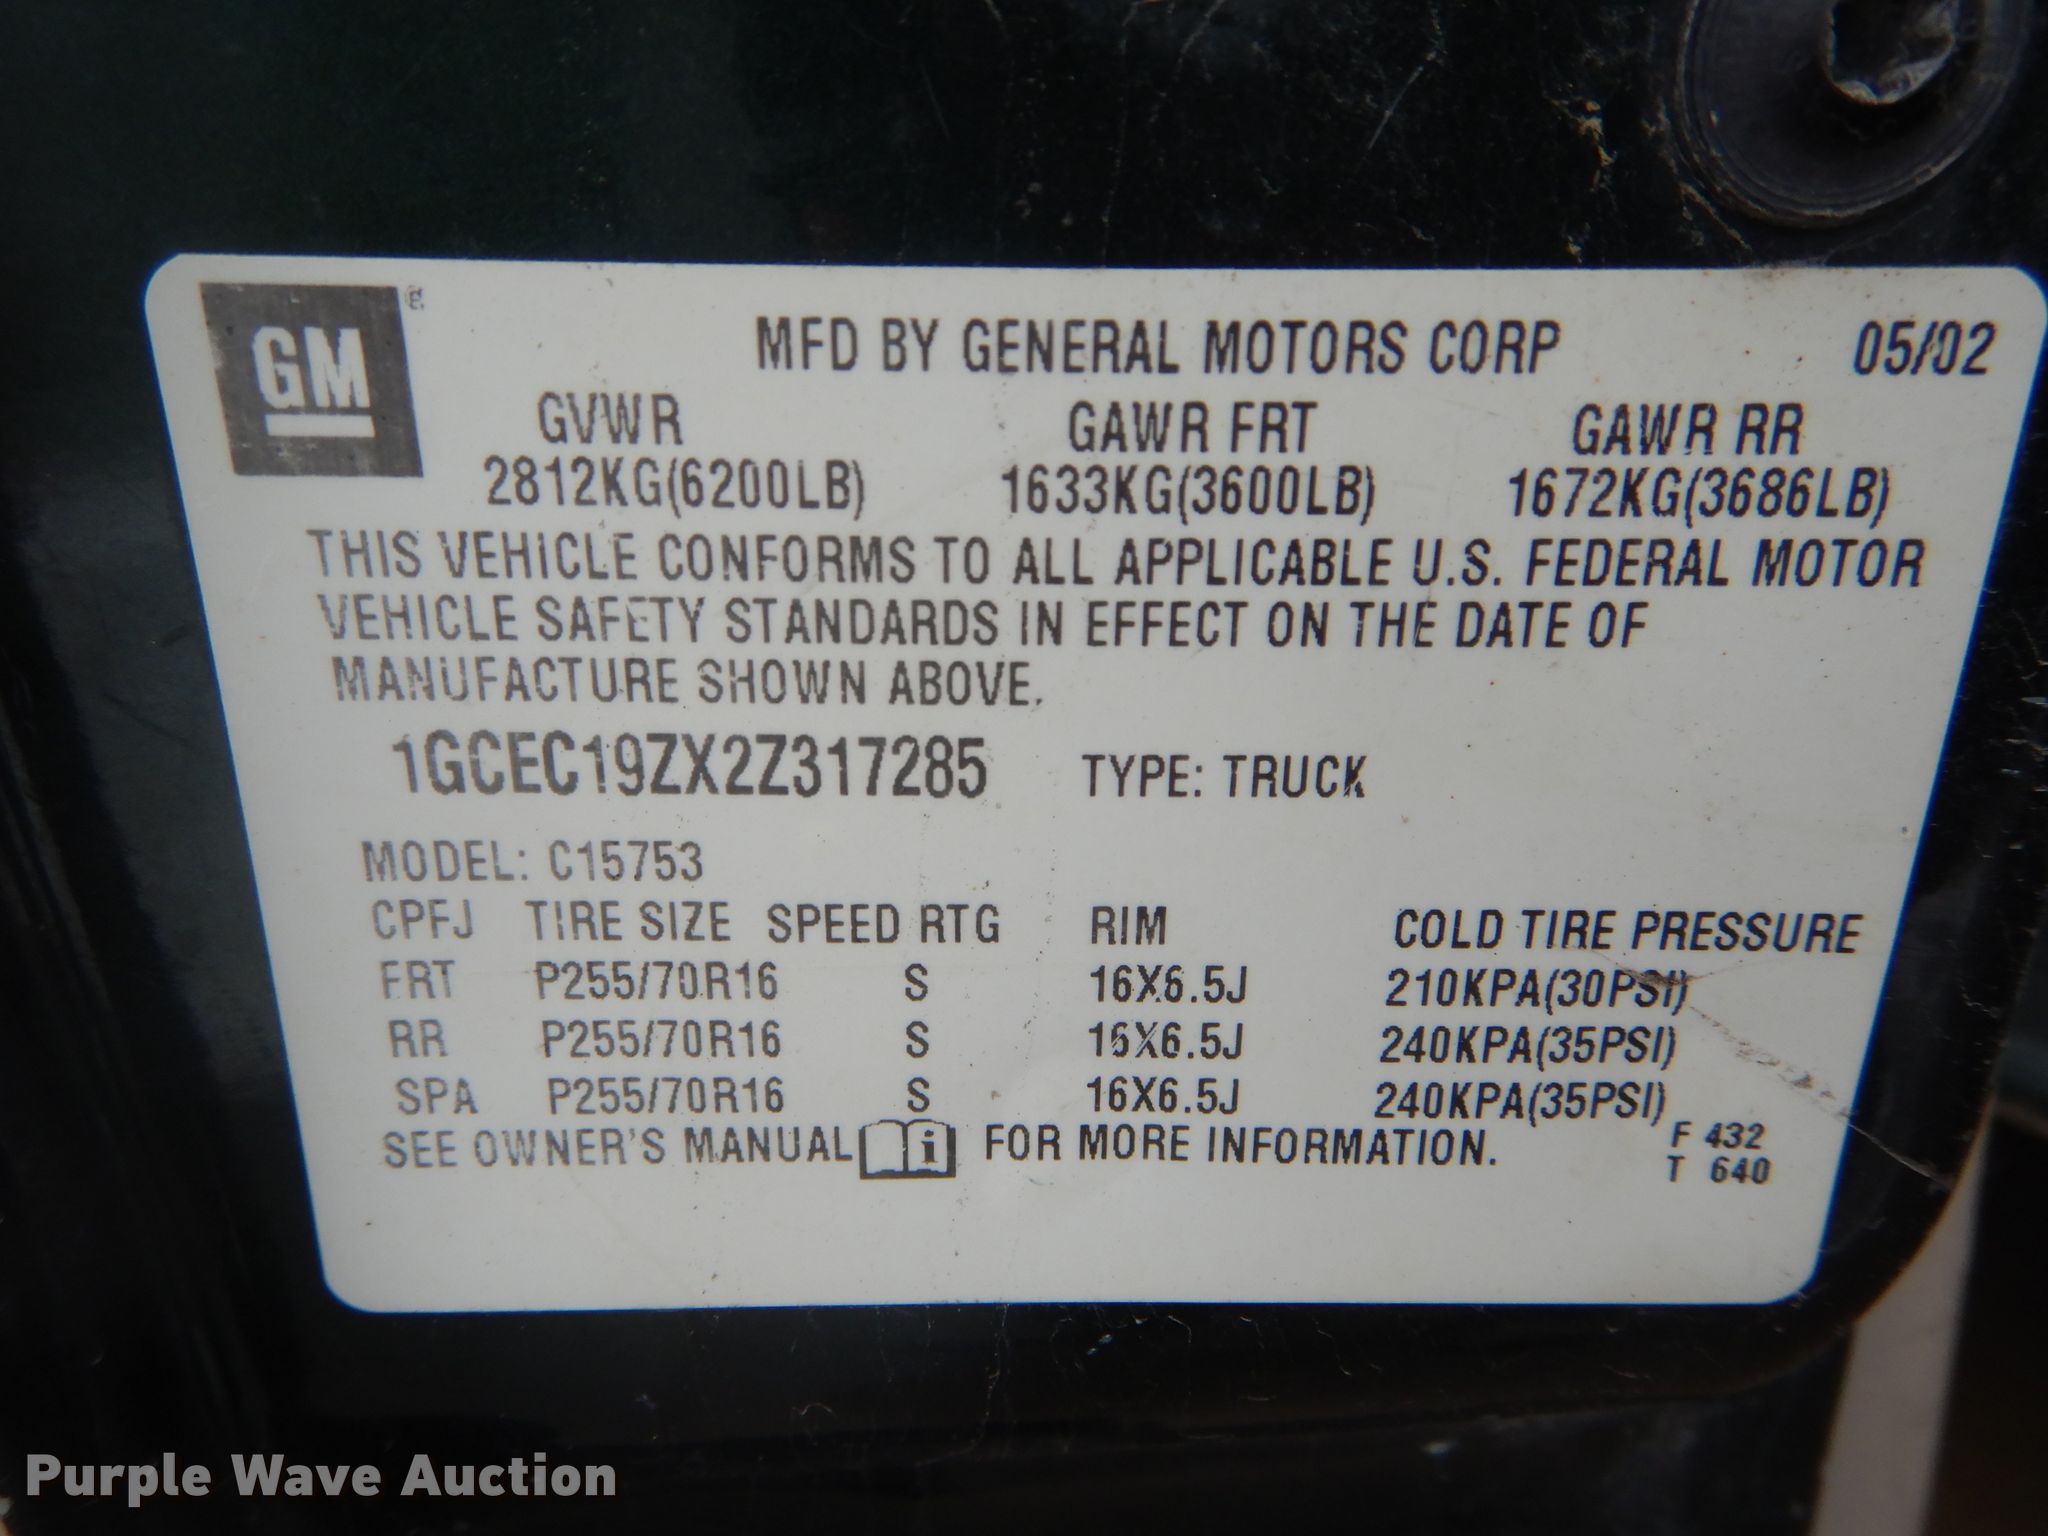 GM ®
MFD BY GENERAL MOTORS CORP 05/02
GVWR GAWR FRT GAWR RR
2812KG(6200LB) 1633KG(3600LB) 1672KG(3686LB)
THIS VEHICLE CONFORMS TO ALL APPLICABLE U.S. FEDERAL MOTOR
VEHICLE SAFETY STANDARDS IN EFFECT ON THE DATE OF
MANUFACTURE SHOWN ABOVE.
1GCEC19ZX2Z317285 TYPE: TRUCK
MODEL: C15753
CPFJ TIRE SIZE SPEED RTG RIM COLD TIRE PRESSURE
FRT P255/70R16 S 16X6.5J 210KPA(30PSI)
RR P255/70R16 S 16X6.5J 240KPA(35PSI)
SPA P255/70R16 S 16X6.5J 240KPA(35PSI)
SEE OWNER'S MANUAL i FOR MORE INFORMATION.
F 432
T 640
Purple Wave Auction